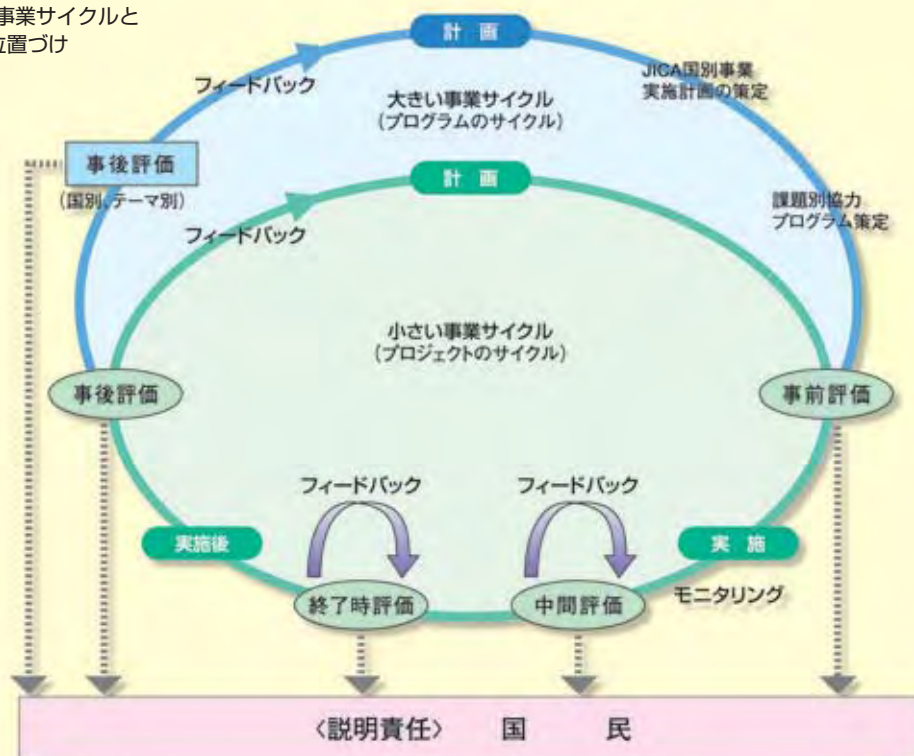 事業サイクルと
位置づけ
計 画
フィードバック
JICA国別事業
実施計画の策定
大きい事業サイクル
(プログラムのサイクル)
事後評価
(国別、テーマ別)
計 画
フィードバック
課題別協力
プログラム策定
小さい事業サイクル
(プロジェクトのサイクル)
事後評価
事前評価
フィードバック
フィードバック
実施後
実 施
終了時評価
中間評価
モニタリング
〈説明責任〉 国 民